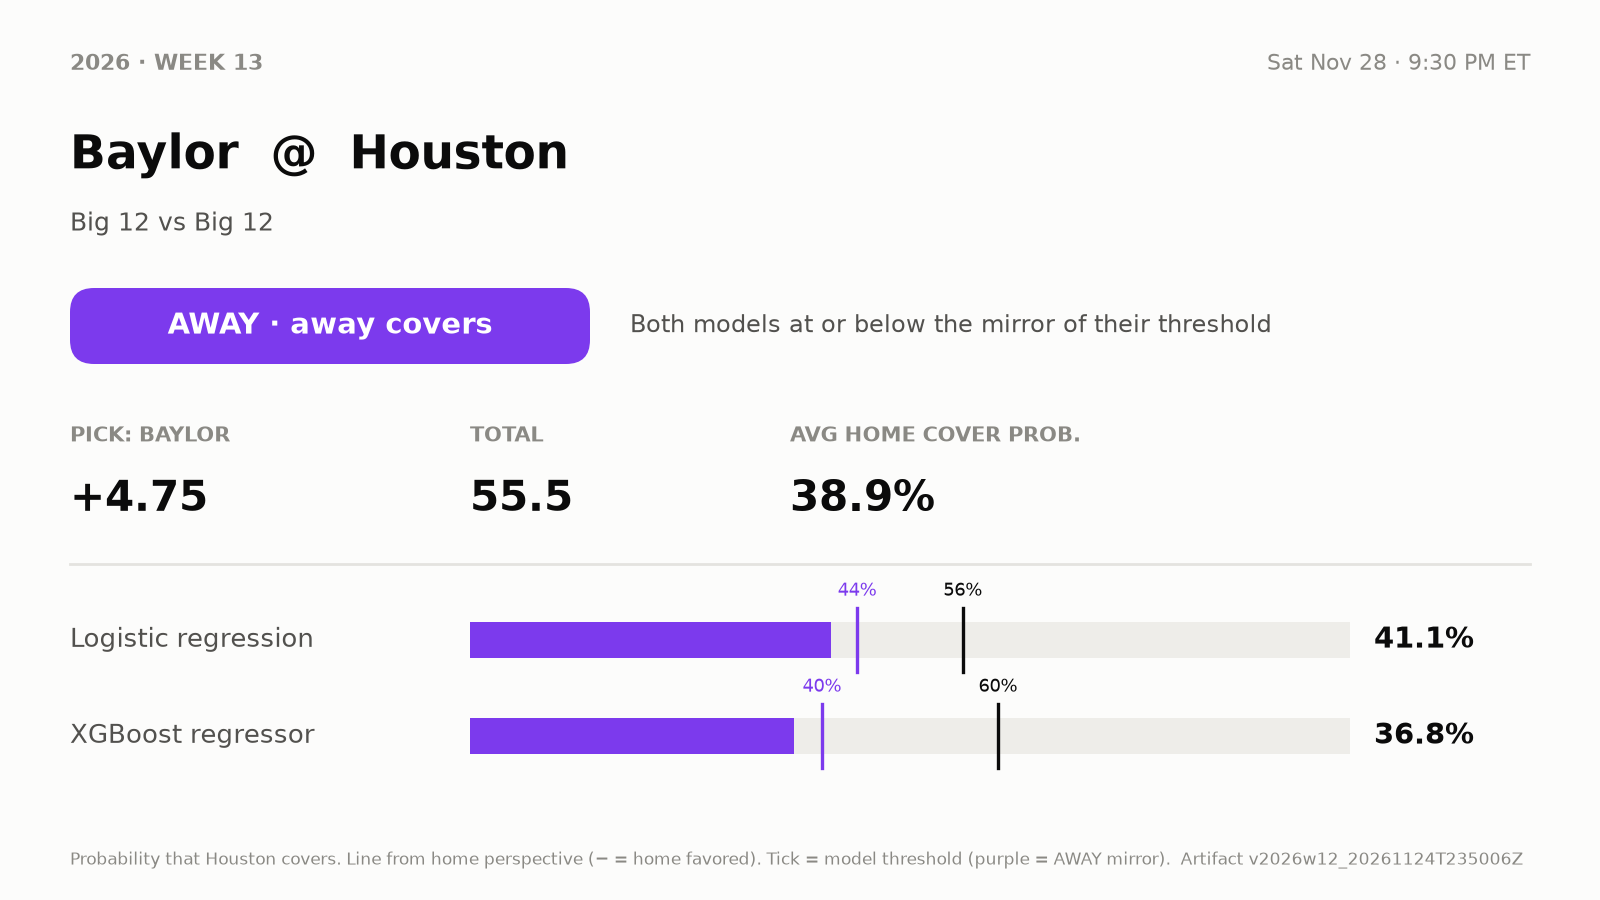 2026 · WEEK 13
Sat Nov 28 · 9:30 PM ET
Baylor @ Houston
Big 12 vs Big 12
AWAY · away covers
Both models at or below the mirror of their threshold
PICK: BAYLOR
TOTAL
AVG HOME COVER PROB.
+4.75
55.5
38.9%
44%
56%
Logistic regression
41.1%
40%
60%
XGBoost regressor
36.8%
Probability that Houston covers. Line from home perspective (− = home favored). Tick = model threshold (purple = AWAY mirror). Artifact v2026w12_20261124T235006Z